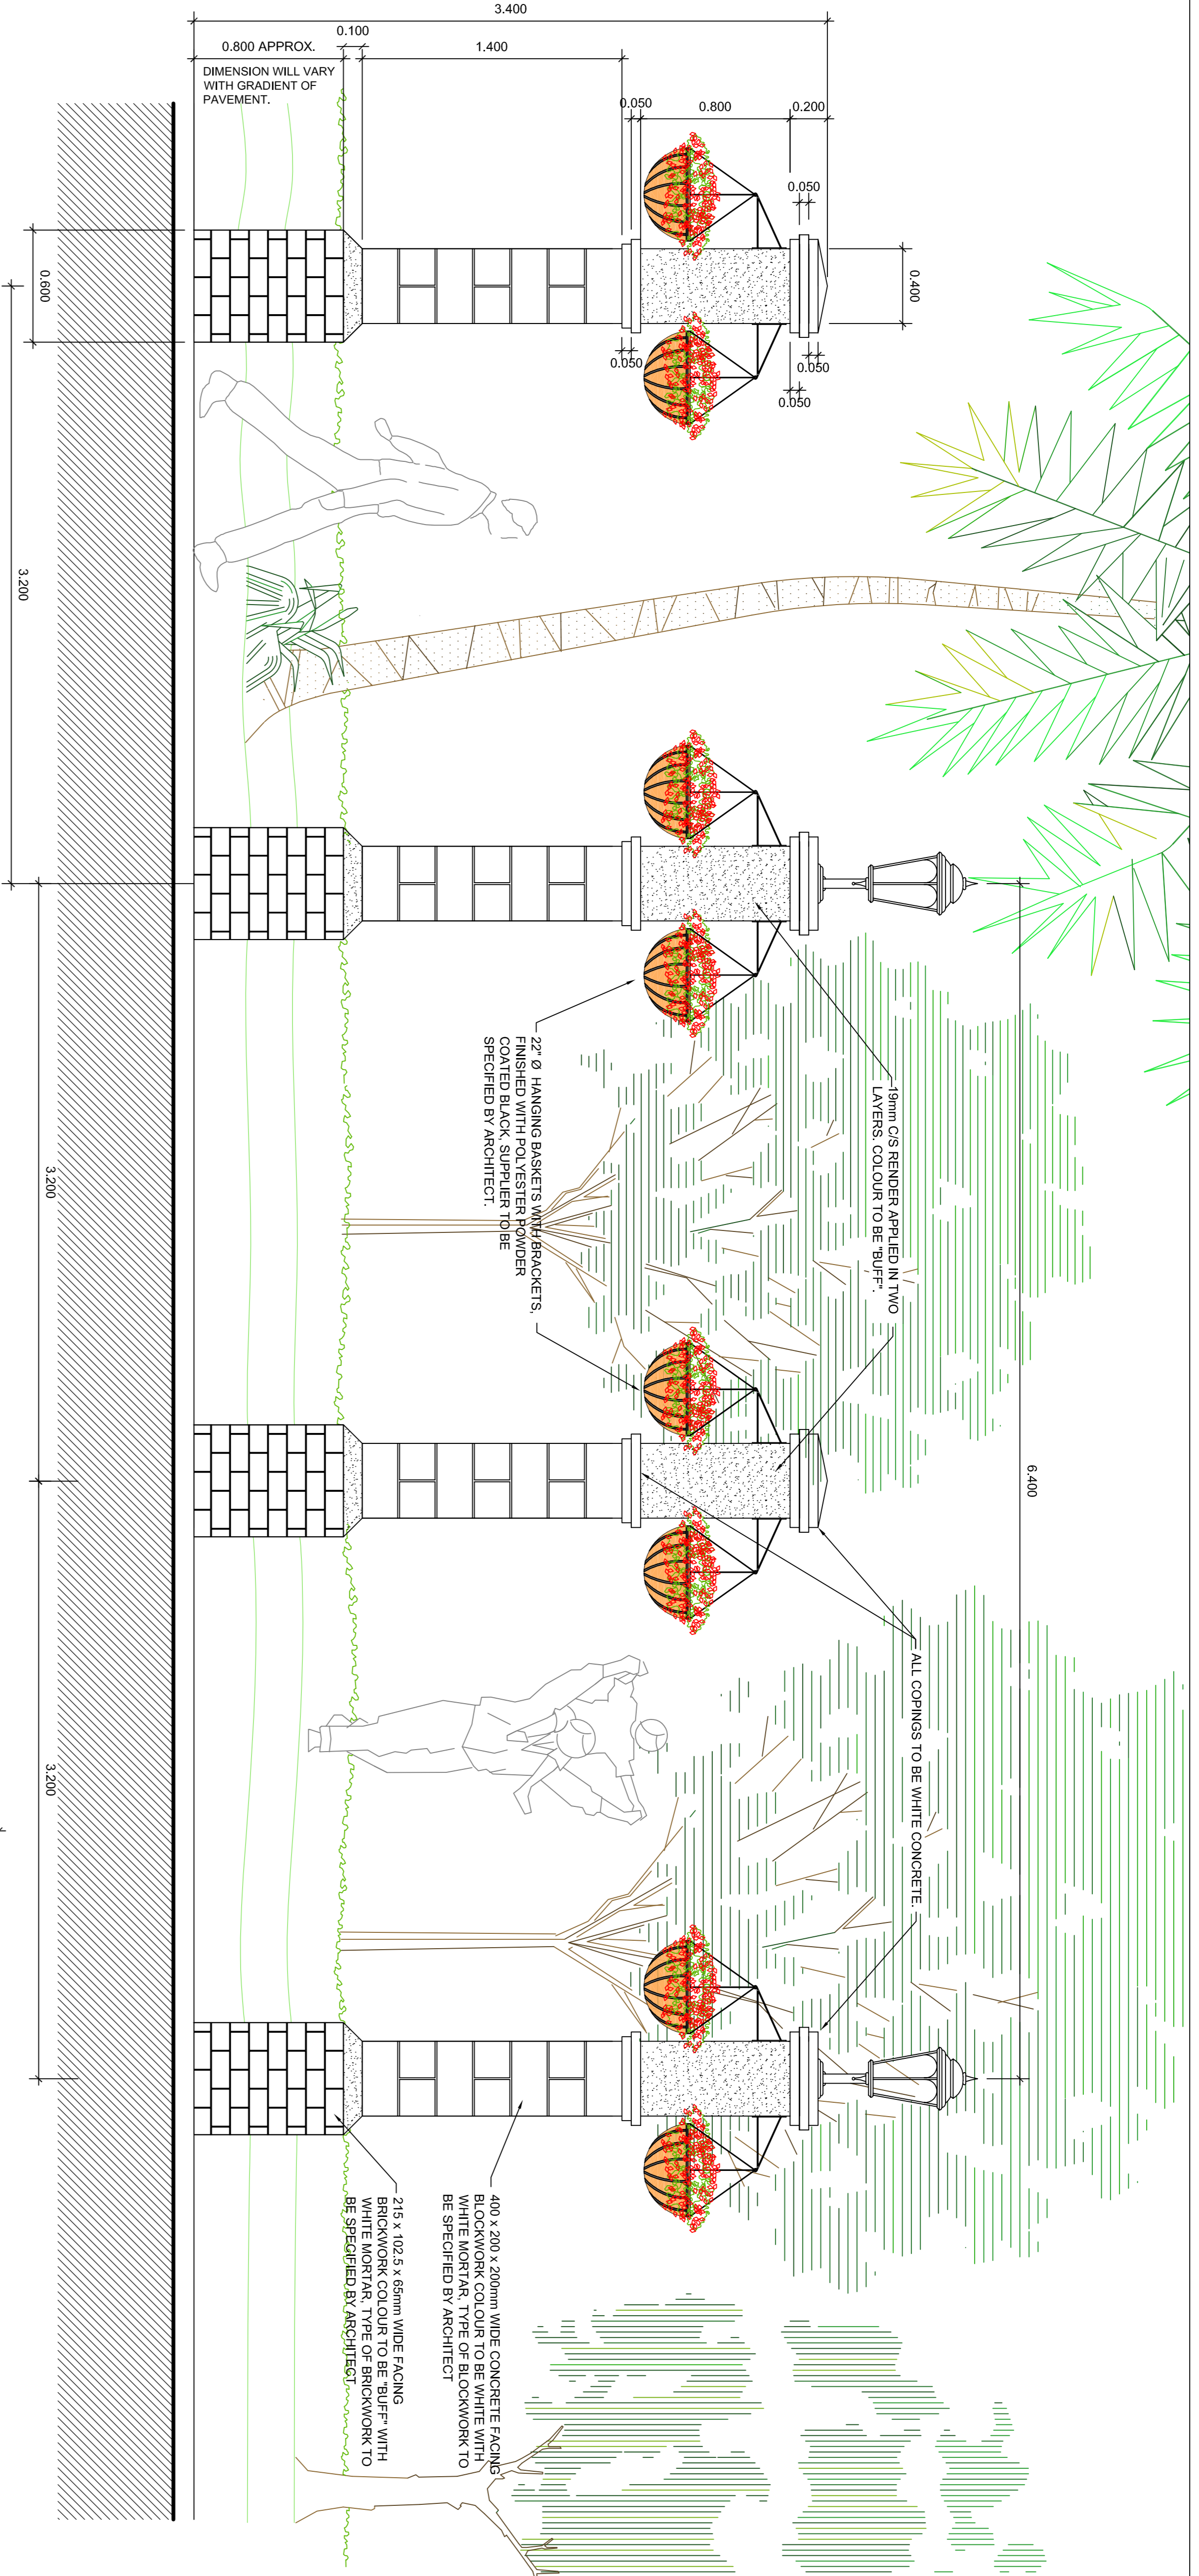 3.400
0.800 APPROX.
0.100
1.400
DIMENSION WILL VARY
WITH GRADIENT OF
PAVEMENT.
0.050
0.800
0.200
0.050
0.400
0.050
0.050
0.050
0.600
3.200
19mm C/S RENDER APPLIED IN TWO
LAYERS. COLOUR TO BE "BUFF".
22" Ø HANGING BASKETS WITH BRACKETS,
FINISHED WITH POLYESTER POWDER
COATED BLACK, SUPPLIER TO BE
SPECIFIED BY ARCHITECT.
3.200
6.400
ALL COPINGS TO BE WHITE CONCRETE.
3.200
400 x 200 x 200mm WIDE CONCRETE FACING
BLOCKWORK COLOUR TO BE WHITE WITH
WHITE MORTAR, TYPE OF BLOCKWORK TO
BE SPECIFIED BY ARCHITECT
215 x 102.5 x 65mm WIDE FACING
BRICKWORK COLOUR TO BE "BUFF" WITH
WHITE MORTAR, TYPE OF BRICKWORK TO
BE SPECIFIED BY ARCHITECT